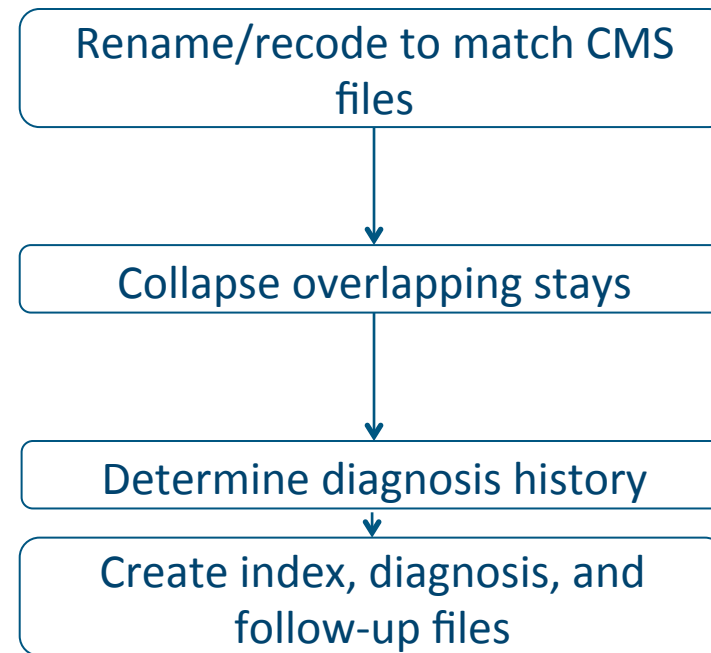 Rename/recode to match CMS
files
Collapse overlapping stays
Determine diagnosis history
Create index, diagnosis, and
follow-up files